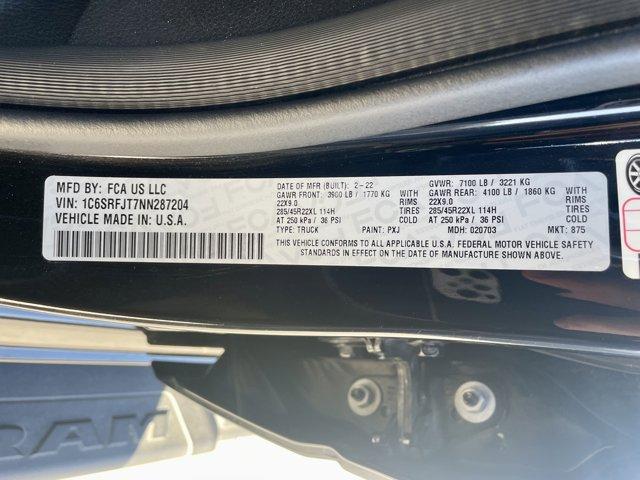 MFD BY: FCA US LLC
VIN: 1C6SRFJT7NN287204
VEHICLE MADE IN: U.S.A.
DATE OF MFR (BUILT): 2-22 GVWR: 7100 LB / 3221 KG
GAWR FRONT: 3900 LB / 1770 KG GAWR REAR: 4100 LB / 1860 KG
22X9.0 RIMS 22X9.0 RIMS
285/45R22XL 114H TIRES 285/45R22XL 114H TIRES
AT 250 kPa / 36 PSI COLD AT 250 kPa / 36 PSI COLD
TYPE: TRUCK PAINT: PXJ MDH: 020703 MKT: 875
THIS VEHICLE CONFORMS TO ALL APPLICABLE U.S.A. FEDERAL MOTOR VEHICLE SAFETY
STANDARDS IN EFFECT ON THE DATE OF MANUFACTURE SHOWN ABOVE.
RAM